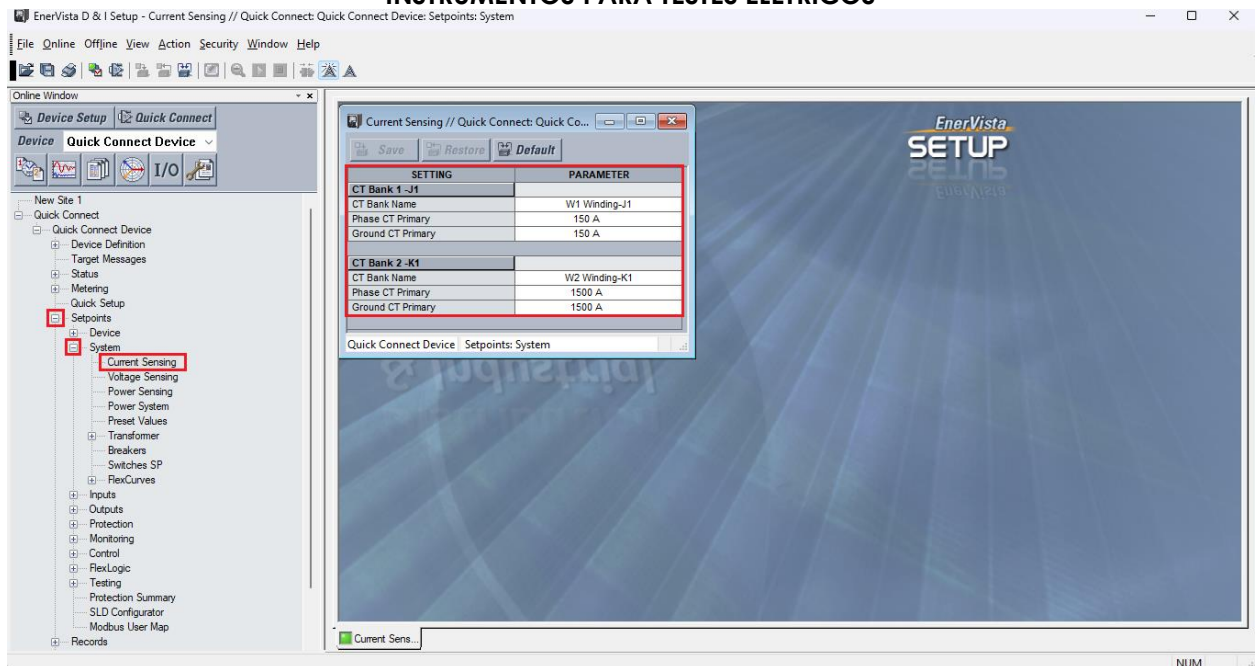 INSTRUMENTOS PARA TESTES ELÉTRICOS
EnerVista D & I Setup - Current Sensing // Quick Connect: Quick Connect Device: Setpoints: System
File Online Offline View Action Security Window Help
Online Window
Device Setup Quick Connect
Device Quick Connect Device
I/O
New Site 1
Quick Connect
Quick Connect Device
Device Definition
Target Messages
Status
Metering
Quick Setup
Setpoints
Device
System
Current Sensing
Voltage Sensing
Power Sensing
Power System
Preset Values
Transformer
Breakers
Switches SP
FlexCurves
Inputs
Outputs
Protection
Monitoring
Control
FlexLogic
Testing
Protection Summary
SLD Configurator
Modbus User Map
Records
Current Sensing // Quick Connect: Quick Co...
Save Restore Default
SETTING PARAMETER
CT Bank 1 -J1
CT Bank Name W1 Winding-J1
Phase CT Primary 150 A
Ground CT Primary 150 A
CT Bank 2 -K1
CT Bank Name W2 Winding-K1
Phase CT Primary 1500 A
Ground CT Primary 1500 A
Quick Connect Device Setpoints: System
EnerVista
SETUP
& Industrial
Current Sens...
NUM